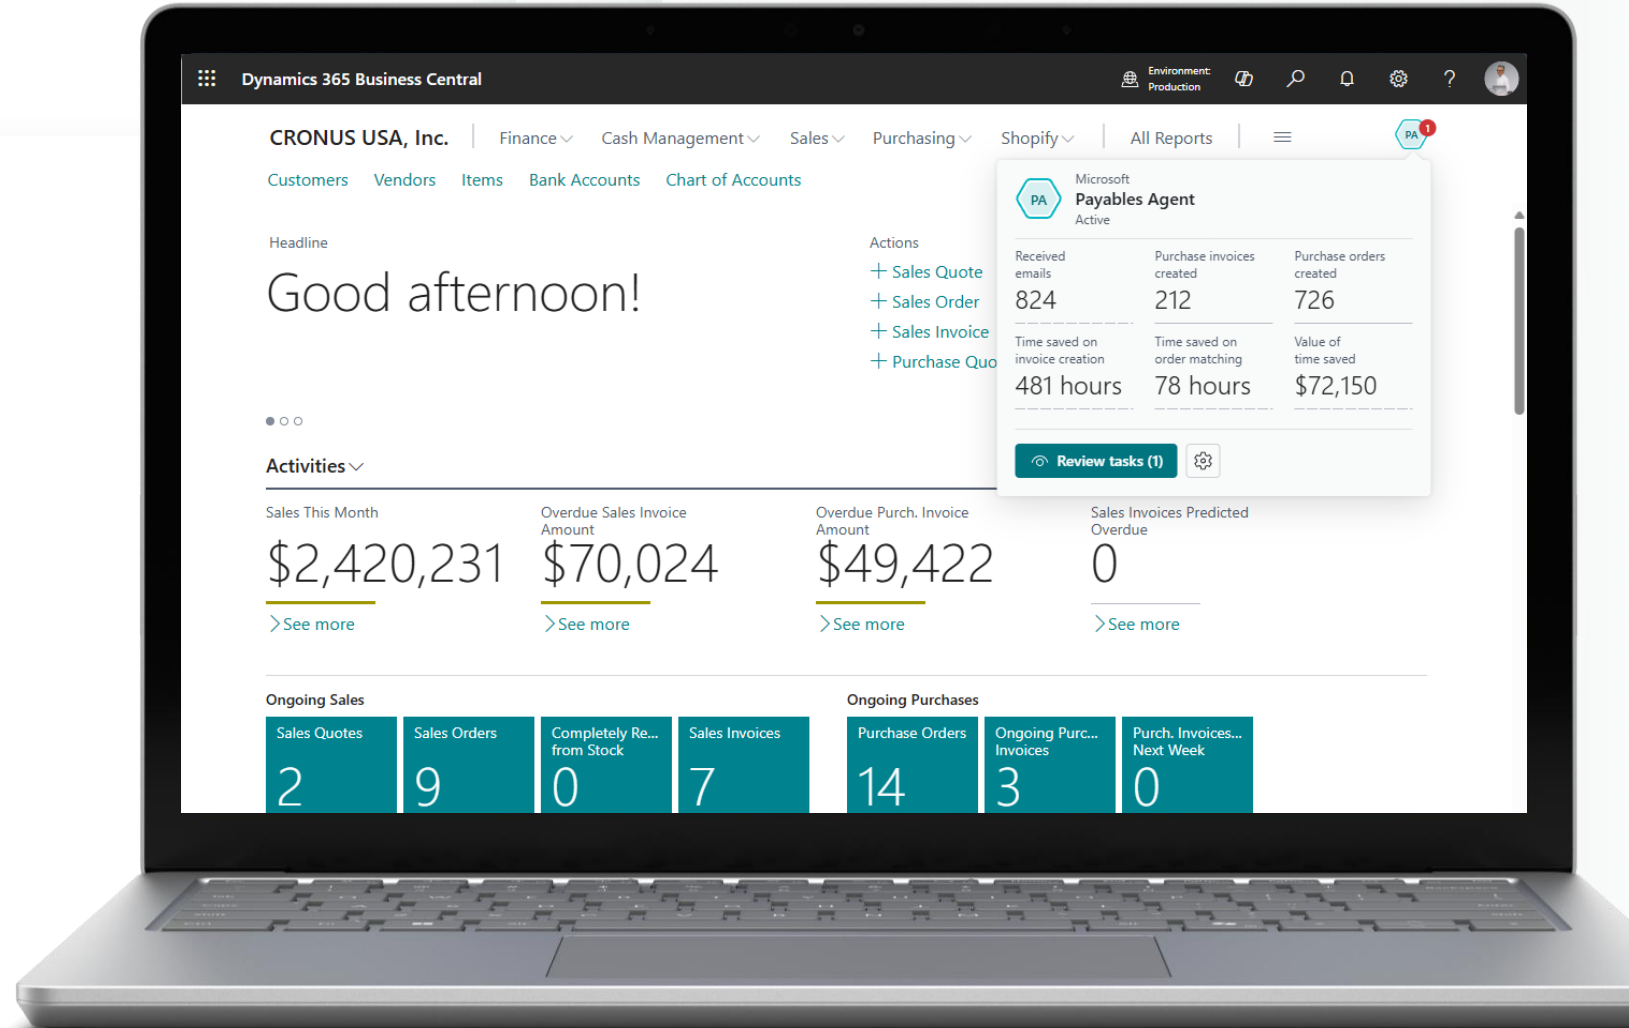 Dynamics 365 Business Central
Environment:
Production
?
CRONUS USA, Inc.
Finance
Cash Management
Sales
Purchasing
Shopify
All Reports
PA
1
Customers
Vendors
Items
Bank Accounts
Chart of Accounts
Headline
Good afternoon!
Actions
+ Sales Quote
+ Sales Order
+ Sales Invoice
+ Purchase Quo
PA
Microsoft
Payables Agent
Active
Received
emails
824
Purchase invoices
created
212
Purchase orders
created
726
Time saved on
invoice creation
481 hours
Time saved on
order matching
78 hours
Value of
time saved
$72,150
Review tasks (1)
Activities
Sales This Month
$2,420,231
See more
Overdue Sales Invoice
Amount
$70,024
See more
Overdue Purch. Invoice
Amount
$49,422
See more
Sales Invoices Predicted
Overdue
0
See more
Ongoing Sales
Sales Quotes
2
Sales Orders
9
Completely Re...
from Stock
0
Sales Invoices
7
Ongoing Purchases
Purchase Orders
14
Ongoing Purc...
Invoices
3
Purch. Invoices...
Next Week
0